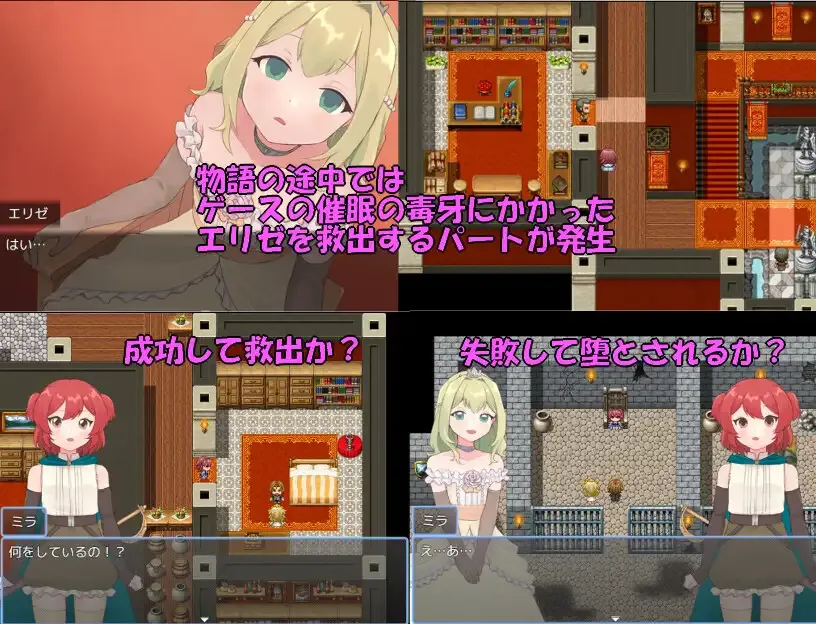 物語の途中では
ゲースの催眠の毒牙にかかった
エリゼを救出するパートが発生
エリゼ
はい…
成功して救出か？
ミラ
何をしているの！？
失敗して堕とされるか？
ミラ
え…あ…